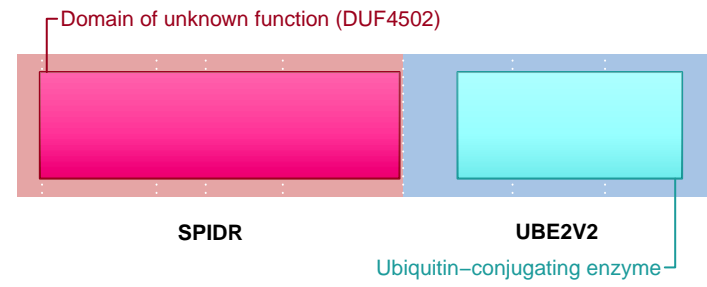 Domain of unknown function (DUF4502)
SPIDR
UBE2V2
Ubiquitin−conjugating enzyme